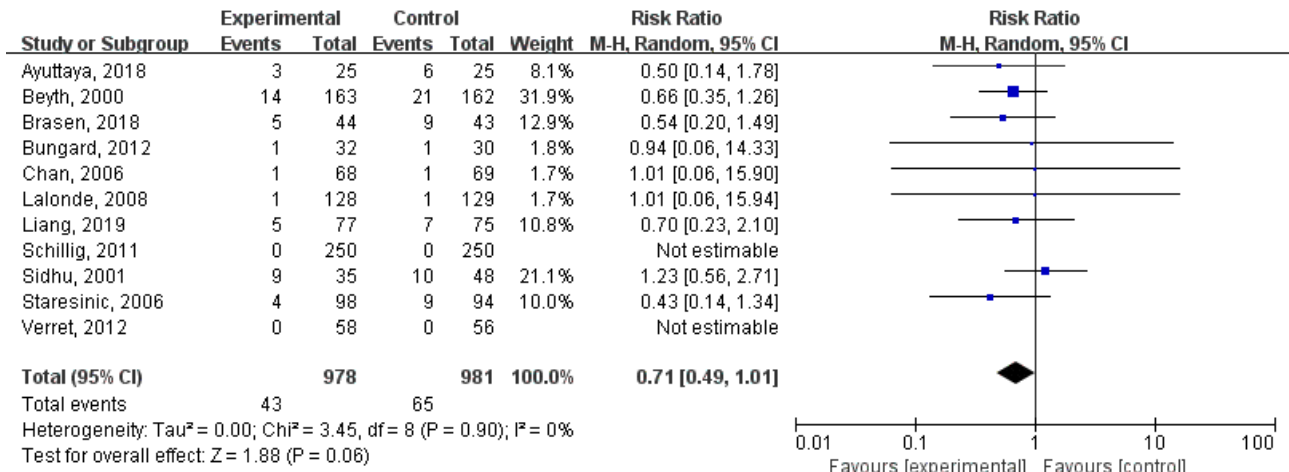 Experimental Control Risk Ratio Risk Ratio
Study or Subgroup Events Total Events Total Weight M-H, Random, 95% CI M-H, Random, 95% CI
Ayuttaya, 2018 3 25 6 25 8.1% 0.50 [0.14, 1.78]
Beyth, 2000 14 163 21 162 31.9% 0.66 [0.35, 1.26]
Brasen, 2018 5 44 9 43 12.9% 0.54 [0.20, 1.49]
Bungard, 2012 1 32 1 30 1.8% 0.94 [0.06, 14.33]
Chan, 2006 1 68 1 69 1.7% 1.01 [0.06, 15.90]
Lalonde, 2008 1 128 1 129 1.7% 1.01 [0.06, 15.94]
Liang, 2019 5 77 7 75 10.8% 0.70 [0.23, 2.10]
Schillig, 2011 0 250 0 250 Not estimable
Sidhu, 2001 9 35 10 48 21.1% 1.23 [0.56, 2.71]
Staresinic, 2006 4 98 9 94 10.0% 0.43 [0.14, 1.34]
Verret, 2012 0 58 0 56 Not estimable
Total (95% CI) 978 981 100.0% 0.71 [0.49, 1.01]
Total events 43 65
Heterogeneity: Tau² = 0.00; Chi² = 3.45, df = 8 (P = 0.90); I² = 0%
Test for overall effect: Z = 1.88 (P = 0.06)
0.01 0.1 1 10 100
Favours [experimental] Favours [control]